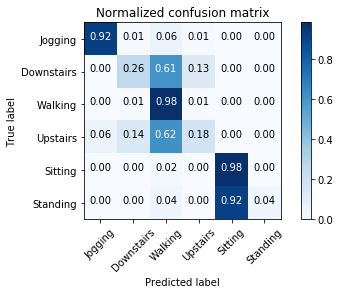 Normalized confusion matrix
True label
Jogging 0.92 0.01 0.06 0.01 0.00 0.00
Downstairs 0.00 0.26 0.61 0.13 0.00 0.00
Walking 0.00 0.01 0.98 0.01 0.00 0.00
Upstairs 0.06 0.14 0.62 0.18 0.00 0.00
Sitting 0.00 0.00 0.02 0.00 0.98 0.00
Standing 0.00 0.00 0.04 0.00 0.92 0.04
Jogging Downstairs Walking Upstairs Sitting Standing
Predicted label
0.8
0.6
0.4
0.2
0.0